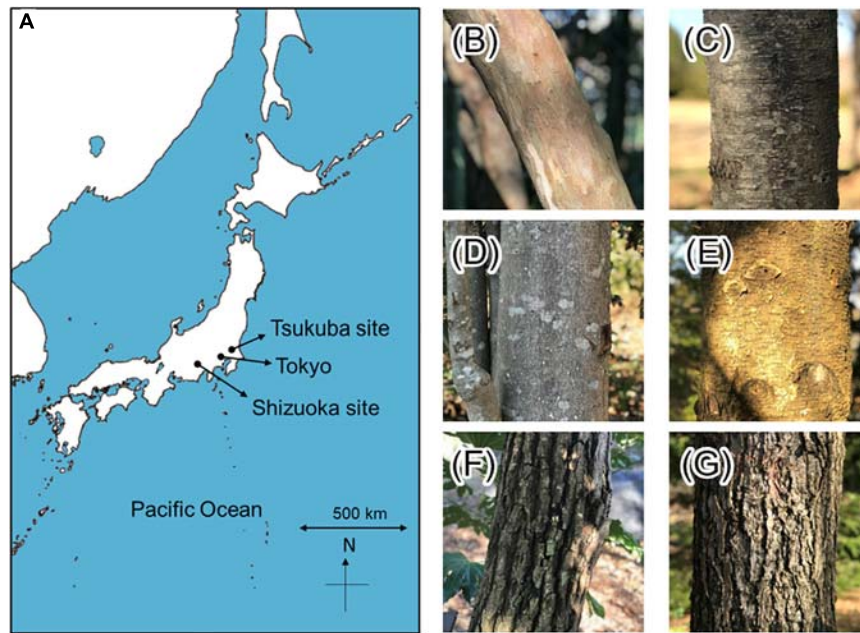 A
Tsukuba site
Tokyo
Shizuoka site
Pacific Ocean
500 km
N
(B)
(C)
(D)
(E)
(F)
(G)